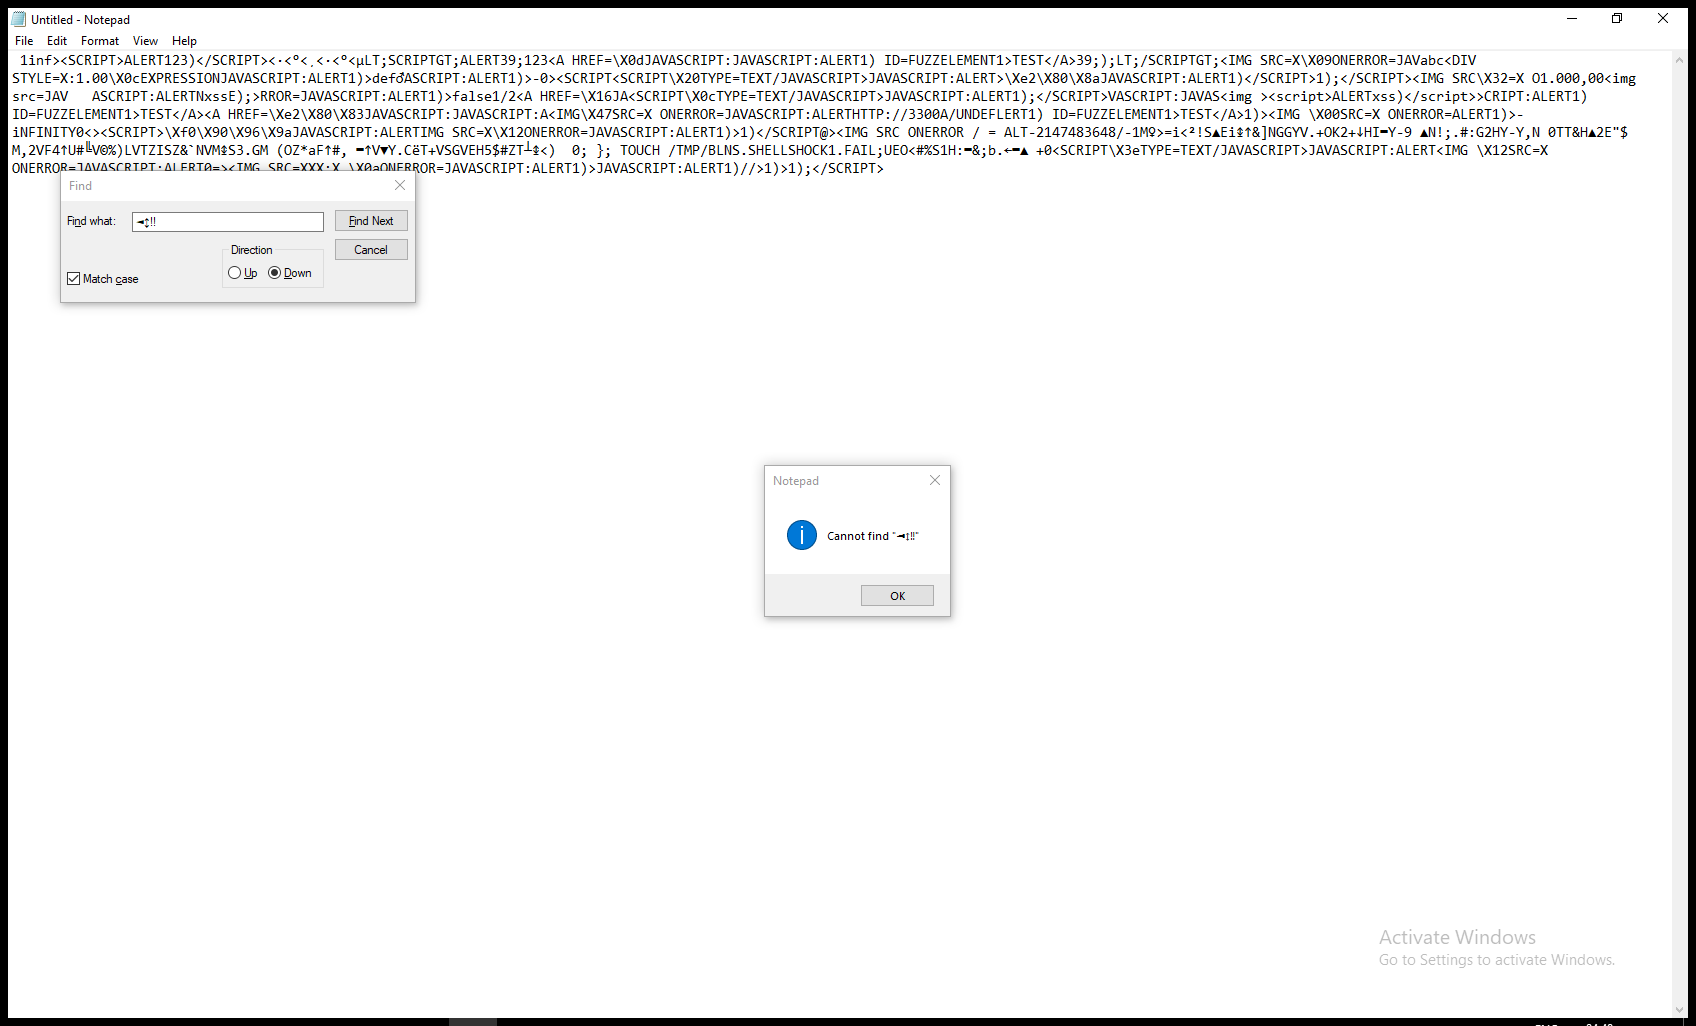 Untitled - Notepad
File Edit Format View Help
1inf><SCRIPT>ALERT123)</SCRIPT><·<º<¸<·<º<µLT;SCRIPTGT;ALERT39;123<A HREF=\X0dJAVASCRIPT:JAVASCRIPT:ALERT1) ID=FUZZELEMENT1>TEST</A>39;);LT;/SCRIPTGT;<IMG SRC=X\X09ONERROR=JAVabc<DIV
STYLE=X:1.00\X0cEXPRESSIONJAVASCRIPT:ALERT1)>def♂ASCRIPT:ALERT1)>-0><SCRIPT<SCRIPT\X20TYPE=TEXT/JAVASCRIPT>JAVASCRIPT:ALERT>\Xe2\X80\X8aJAVASCRIPT:ALERT1)</SCRIPT>1);</SCRIPT><IMG SRC\X32=X O1.000,00<img
src=JAV   ASCRIPT:ALERTNxssE);>RROR=JAVASCRIPT:ALERT1)>false1/2<A HREF=\X16JA<SCRIPT\X0cTYPE=TEXT/JAVASCRIPT>JAVASCRIPT:ALERT1);</SCRIPT>VASCRIPT:JAVAS<img ><script>ALERTxss)</script>>CRIPT:ALERT1)
ID=FUZZELEMENT1>TEST</A><A HREF=\Xe2\X80\X83JAVASCRIPT:JAVASCRIPT:A<IMG\X47SRC=X ONERROR=JAVASCRIPT:ALERTHTTP://3300A/UNDEFLERT1) ID=FUZZELEMENT1>TEST</A>1)><IMG \X00SRC=X ONERROR=ALERT1)>-
iNFINITY0<><SCRIPT>\Xf0\X90\X96\X9aJAVASCRIPT:ALERTIMG SRC=X\X12ONERROR=JAVASCRIPT:ALERT1)>1)</SCRIPT@><IMG SRC ONERROR / = ALT-2147483648/-1M♀>=i<²!S▲Ei↨↑&]NGGYV.+OK2+↓HI▬Y-9 ▲N!;.#:G2HY-Y,N 0TT&H▲2E"$
M,2VF4↑U#╚V0%)LVTZISZ&`NVM↨S3.GM (OZ*aF↑#, ▬↑V▼Y.CëT+VSGVEH5$#ZT┴↨<)  0; }; TOUCH /TMP/BLNS.SHELLSHOCK1.FAIL;UEO<#%S1H:▬&;b.←▬▲ +0<SCRIPT\X3eTYPE=TEXT/JAVASCRIPT>JAVASCRIPT:ALERT<IMG \X12SRC=X
ONERROR=JAVASCRIPT:ALERT0=><IMG SRC=XXX:X \X0aONERROR=JAVASCRIPT:ALERT1)>JAVASCRIPT:ALERT1)//>1)>1);</SCRIPT>
Find
Find what: ◄↕‼ Find Next
Direction Cancel
Up Down
Match case
Notepad
Cannot find "◄↕‼"
OK
Activate Windows
Go to Settings to activate Windows.